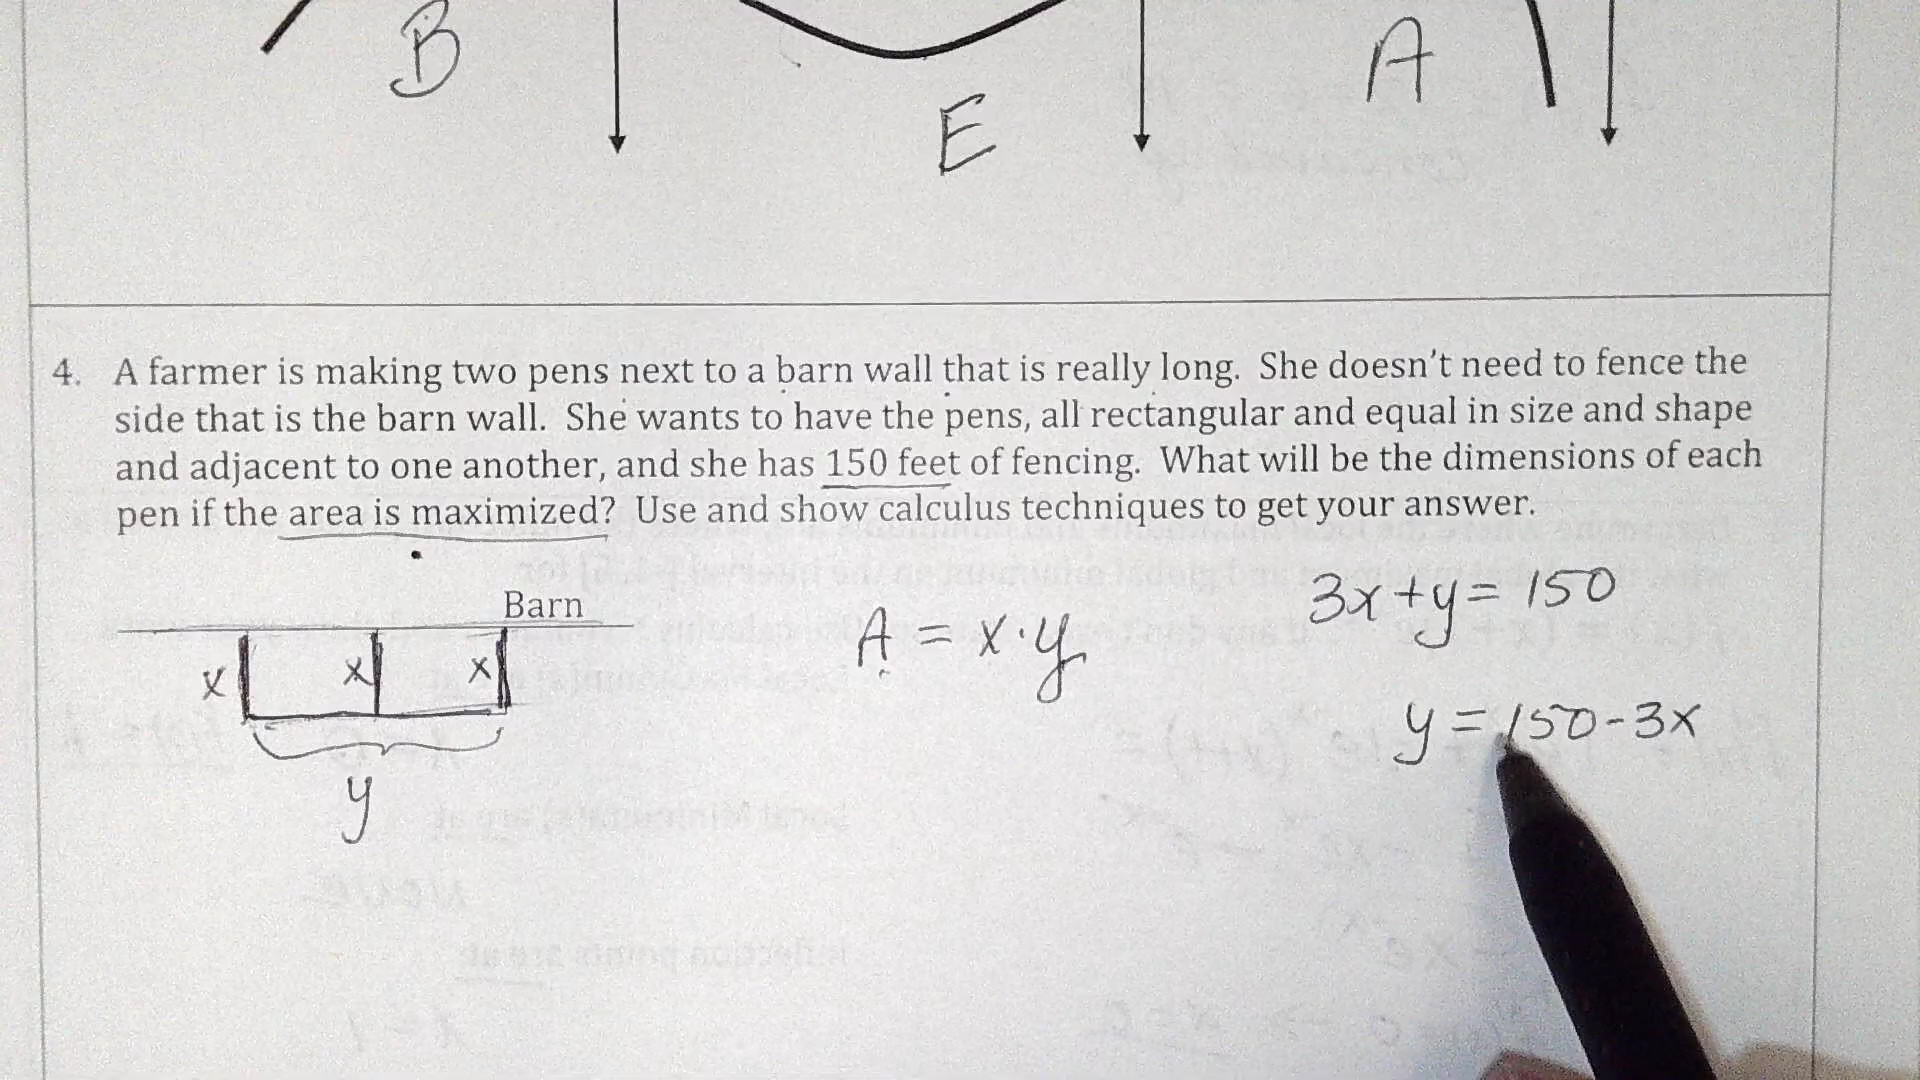 B
E
A
4. A farmer is making two pens next to a barn wall that is really long. She doesn't need to fence the
side that is the barn wall. She wants to have the pens, all rectangular and equal in size and shape
and adjacent to one another, and she has 150 feet of fencing. What will be the dimensions of each
pen if the area is maximized? Use and show calculus techniques to get your answer.
Barn
x x x
y
A = x·y
3x+y= 150
y = 150-3x